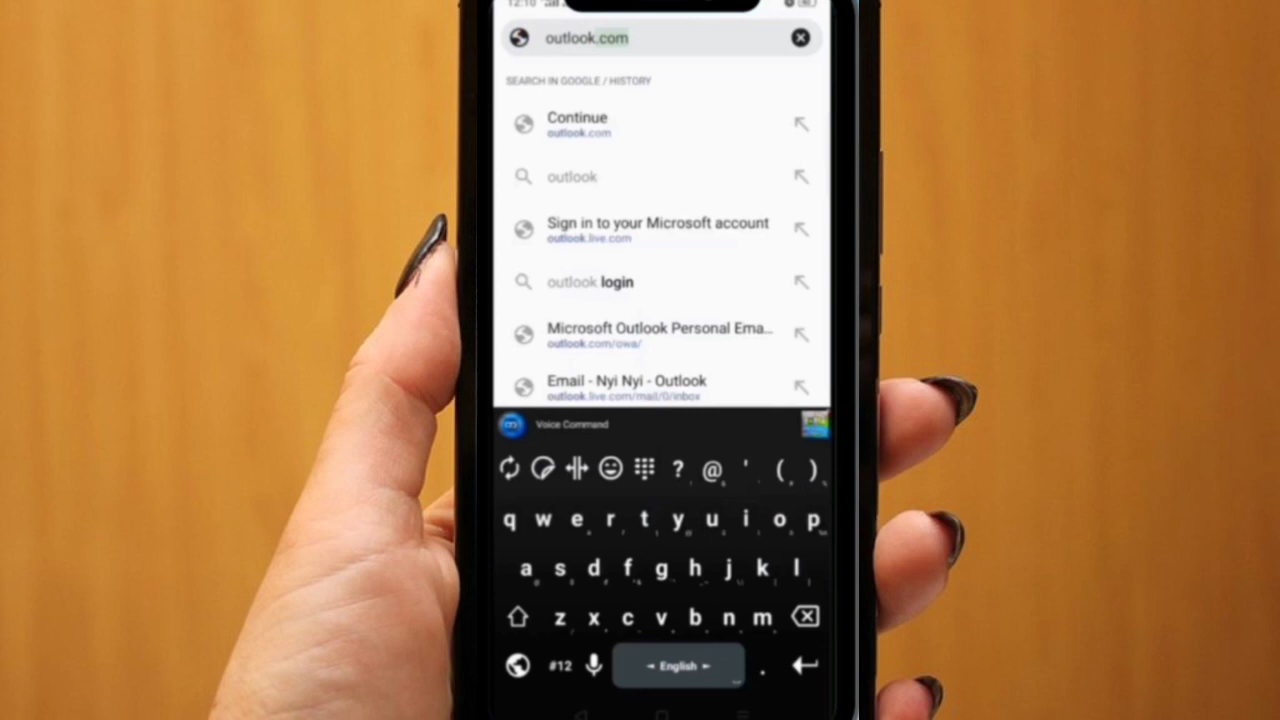 12:10
outlook.com
SEARCH IN GOOGLE / HISTORY
Continue
outlook.com
outlook
Sign in to your Microsoft account
outlook.live.com
outlook login
Microsoft Outlook Personal Ema...
outlook.com/owa/
Email - Nyi Nyi - Outlook
outlook.live.com/mail/0/inbox
Voice Command
? @ ' ( )
q w e r t y u i o p
a s d f g h j k l
z x c v b n m
#12 English .